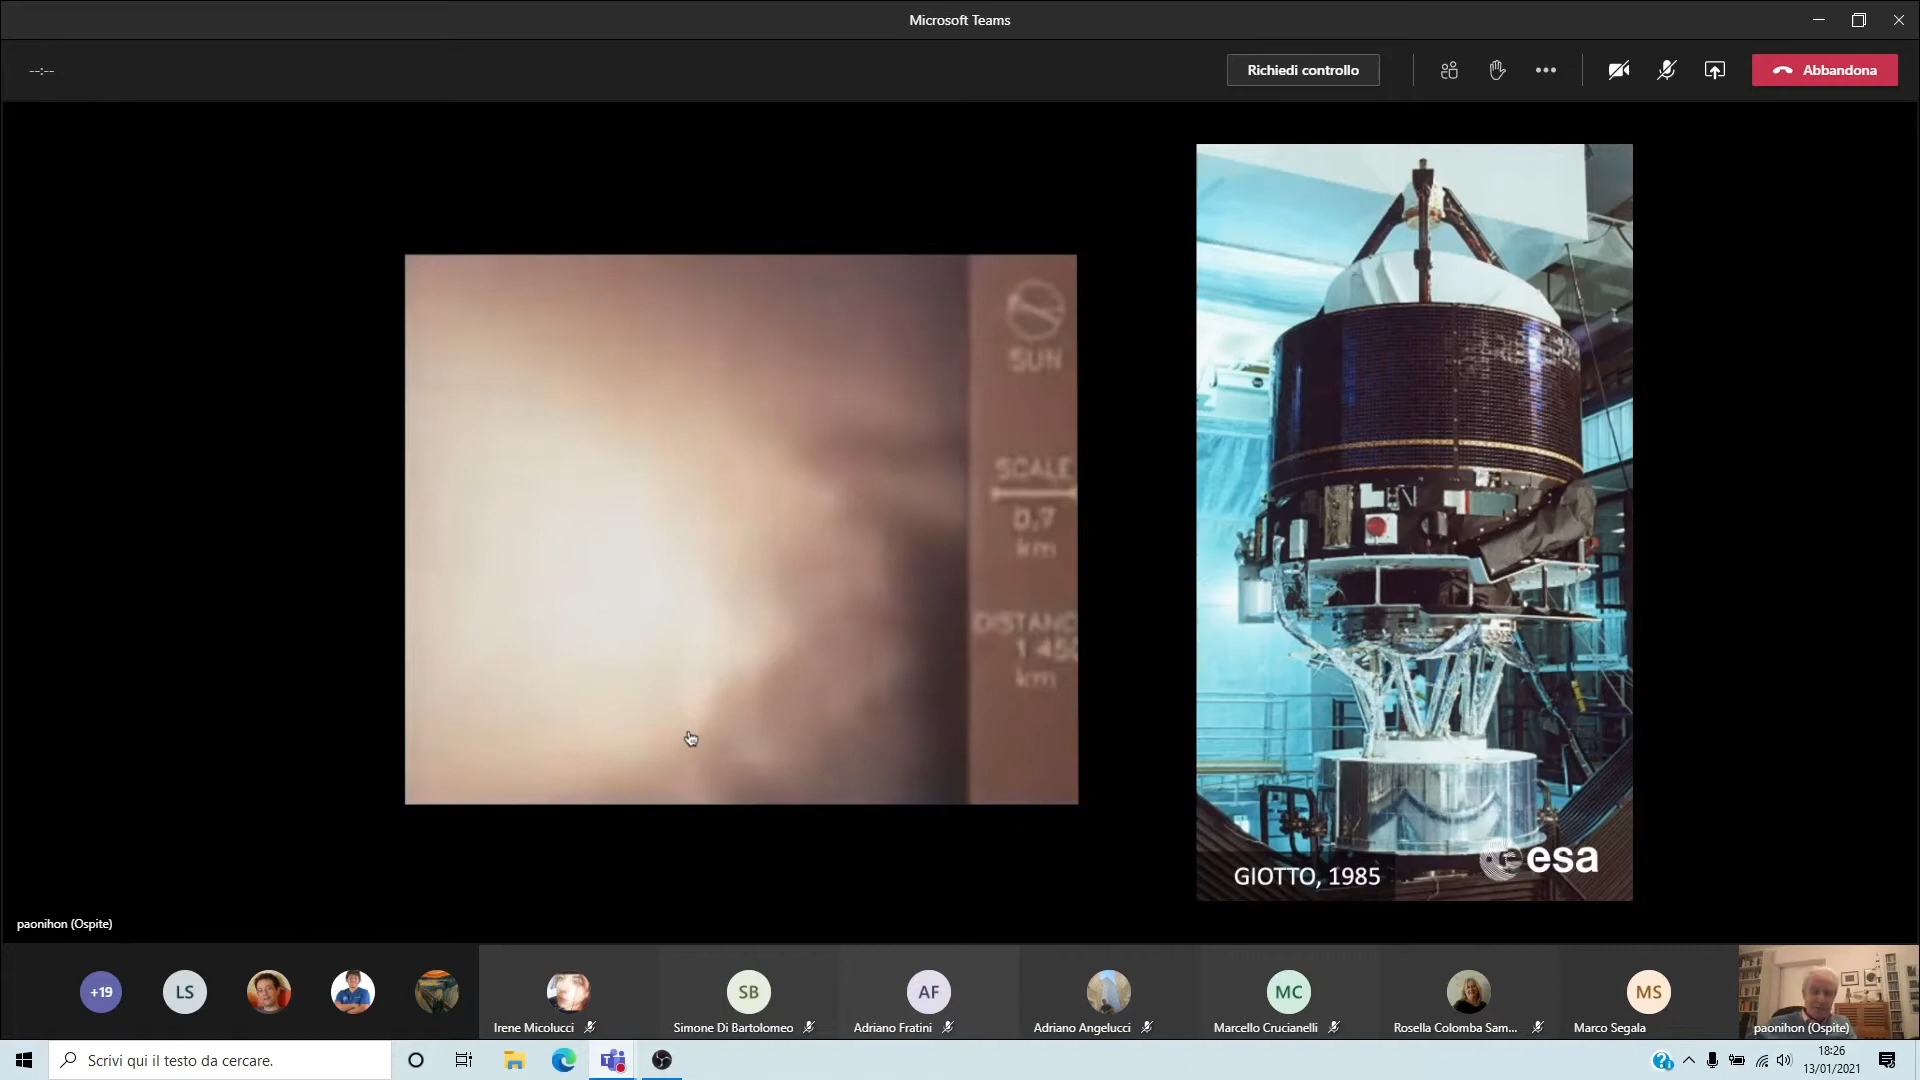 Microsoft Teams
--:--
Richiedi controllo
Abbandona
SUN
SCALE
0,7
km
DISTANC
1 450
km
GIOTTO, 1985
esa
paonihon (Ospite)
+19
LS
SB
AF
MC
MS
Irene Micolucci
Simone Di Bartolomeo
Adriano Fratini
Adriano Angelucci
Marcello Crucianelli
Rosella Colomba Sam...
Marco Segala
paonihon (Ospite)
Scrivi qui il testo da cercare.
18:26
13/01/2021